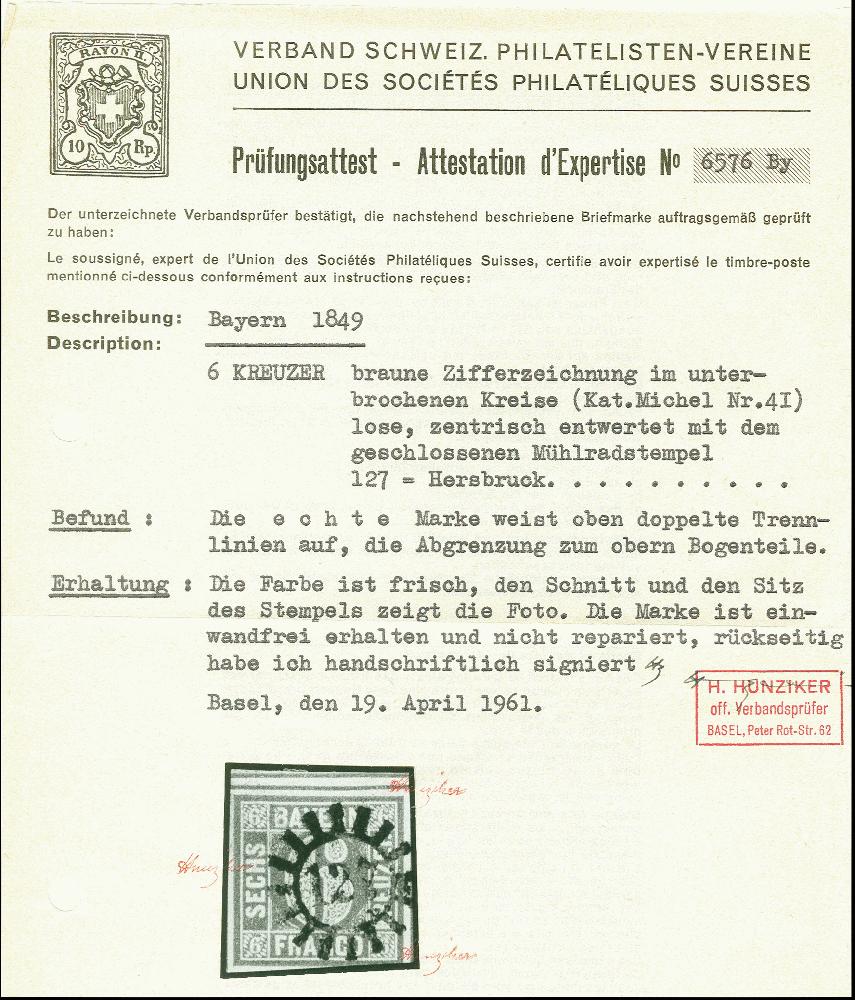 RAYON II.
10 Rp.
VERBAND SCHWEIZ. PHILATELISTEN-VEREINE
UNION DES SOCIÉTÉS PHILATÉLIQUES SUISSES
Prüfungsattest - Attestation d'Expertise No 6576 By
Der unterzeichnete Verbandsprüfer bestätigt, die nachstehend beschriebene Briefmarke auftragsgemäß geprüft
zu haben:
Le soussigné, expert de l'Union des Sociétés Philatéliques Suisses, certifie avoir expertisé le timbre-poste
mentionné ci-dessous conformément aux instructions reçues:
Beschreibung: Bayern 1849
Description:
6 KREUZER braune Zifferzeichnung im unter-
brochenen Kreise (Kat.Michel Nr.4I)
lose, zentrisch entwertet mit dem
geschlossenen Mühlradstempel
127 = Hersbruck. . . . . . . . . .
Befund : Die e c h t e Marke weist oben doppelte Trenn-
linien auf, die Abgrenzung zum obern Bogenteile.
Erhaltung : Die Farbe ist frisch, den Schnitt und den Sitz
des Stempels zeigt die Foto. Die Marke ist ein-
wandfrei erhalten und nicht repariert, rückseitig
habe ich handschriftlich signiert
Basel, den 19. April 1961.
H. HUNZIKER
off. Verbandsprüfer
BASEL, Peter Rot-Str. 62
Hunziker
SECHS
FRANCO
6
Hunziker